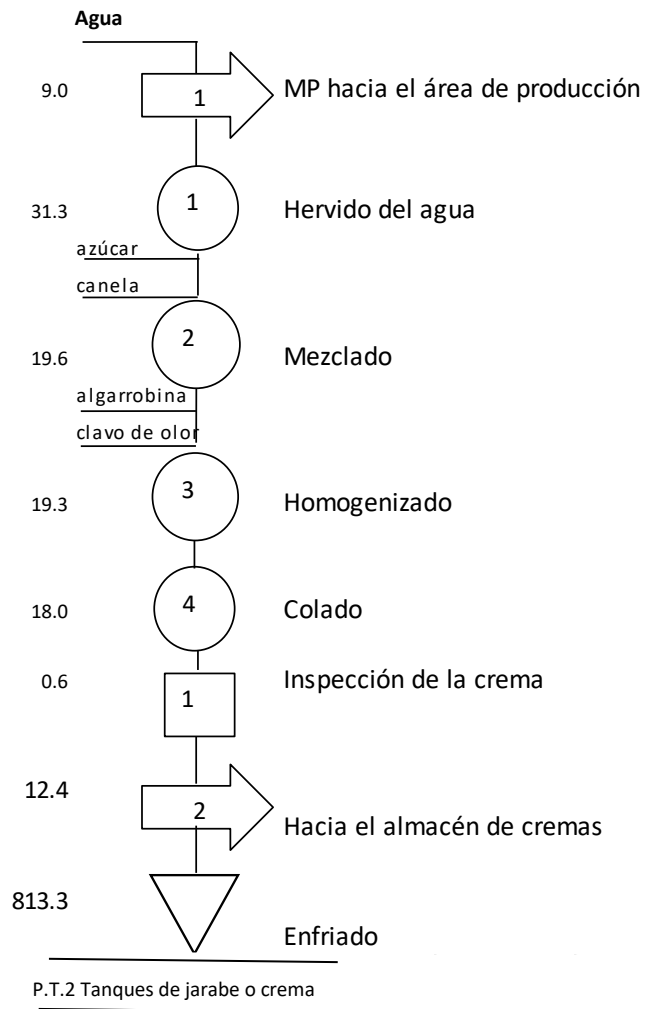 Agua
9.0
1
MP hacia el área de producción
31.3
1
Hervido del agua
azúcar
canela
19.6
2
Mezclado
algarrobina
clavo de olor
19.3
3
Homogenizado
18.0
4
Colado
0.6
1
Inspección de la crema
12.4
2
Hacia el almacén de cremas
813.3
Enfriado
P.T.2 Tanques de jarabe o crema